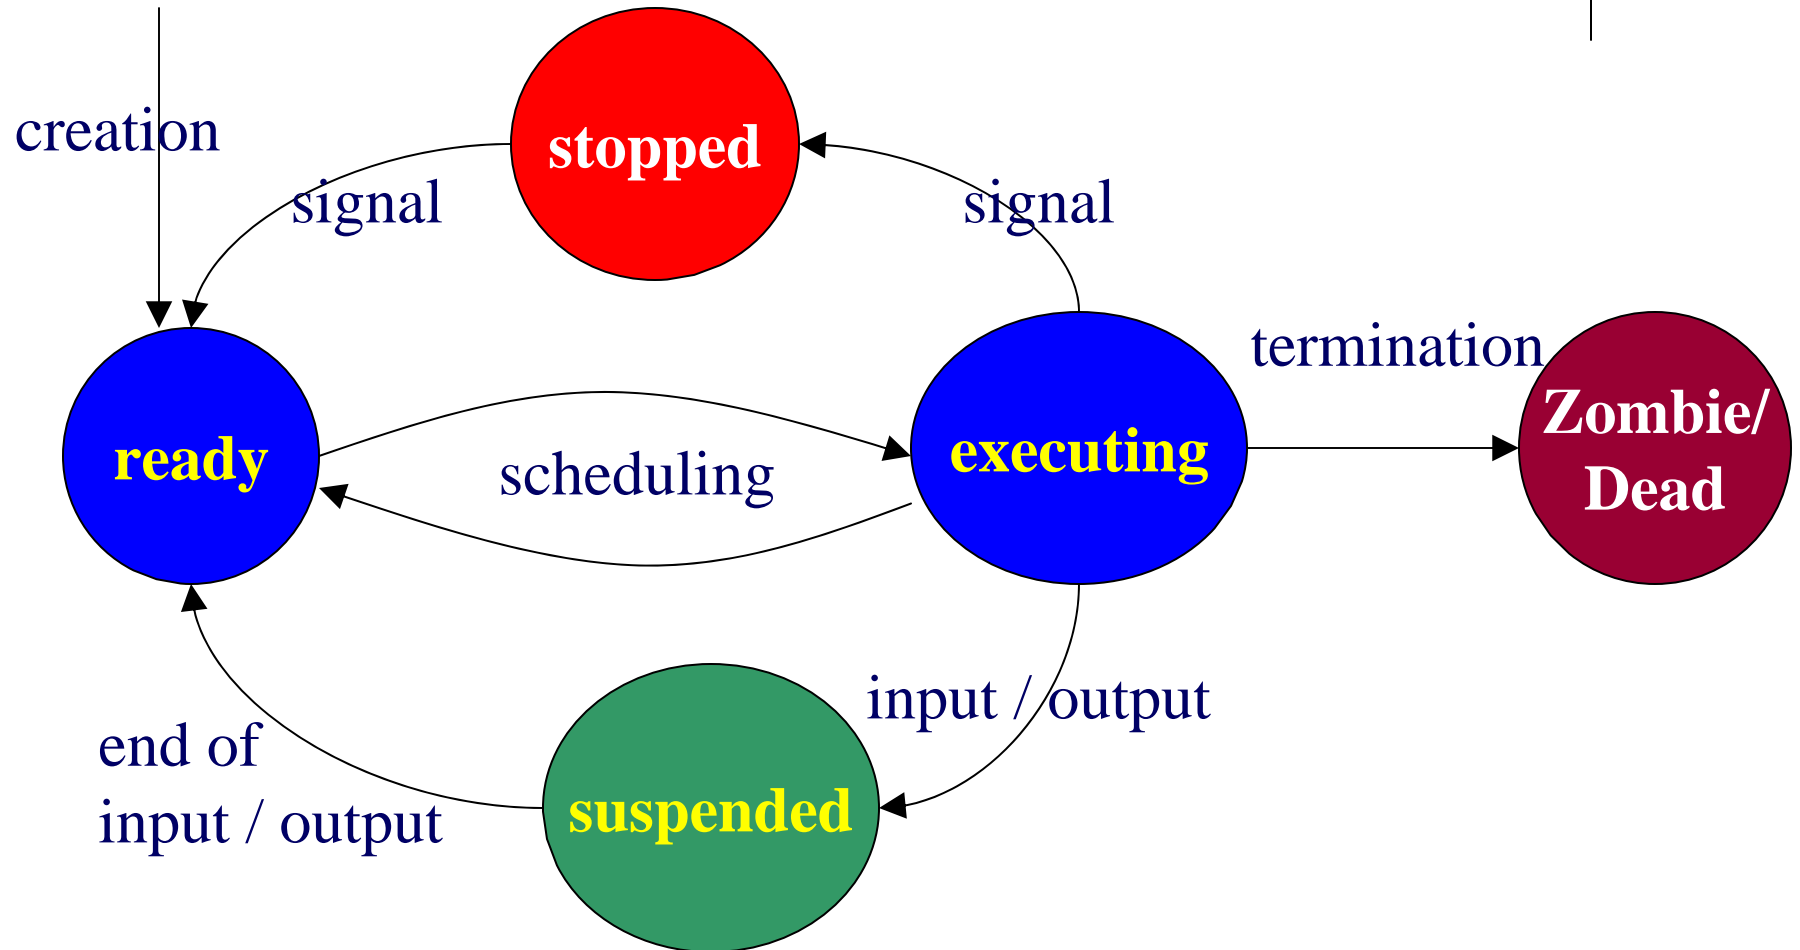 creation
stopped
signal
signal
termination
Zombie/
Dead
ready
executing
scheduling
input / output
end of
input / output
suspended